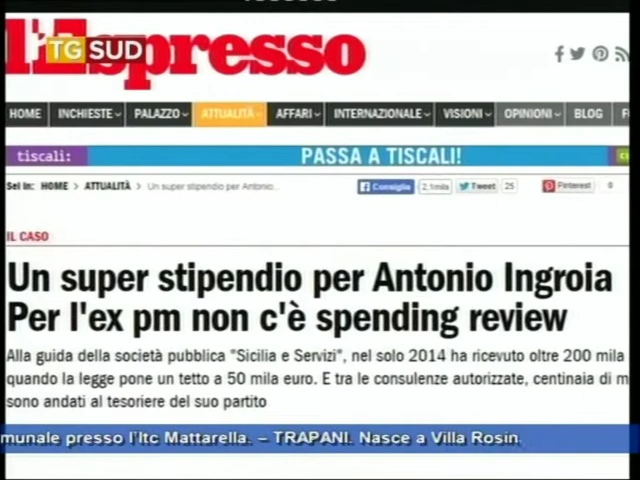 l'Espresso
TG SUD
HOME INCHIESTE PALAZZO ATTUALITÀ AFFARI INTERNAZIONALE VISIONI OPINIONI BLOG
tiscali: PASSA A TISCALI!
Sei in: HOME > ATTUALITÀ > Un super stipendio per Antonio...
Consiglia 2,1mila Tweet 25 Pinterest 0
IL CASO
Un super stipendio per Antonio Ingroia
Per l'ex pm non c'è spending review
Alla guida della società pubblica "Sicilia e Servizi", nel solo 2014 ha ricevuto oltre 200 mila
quando la legge pone un tetto a 50 mila euro. E tra le consulenze autorizzate, centinaia di m
sono andati al tesoriere del suo partito
munale presso l'Itc Mattarella. – TRAPANI. Nasce a Villa Rosin